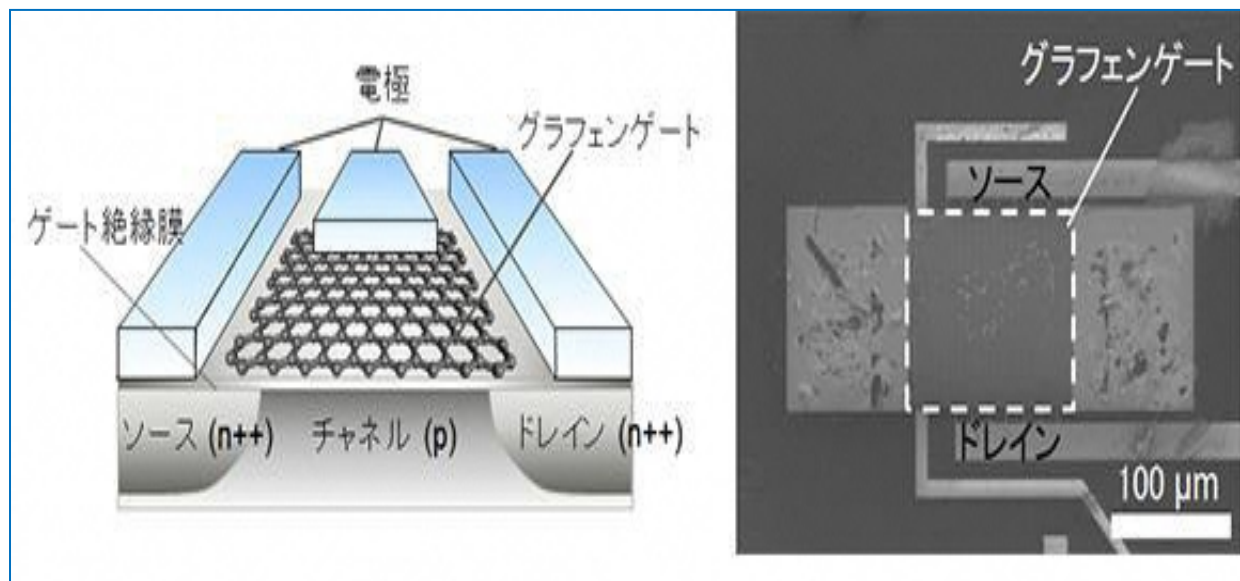 電極
グラフェンゲート
ゲート絶縁膜
ソース (n++)
チャネル (p)
ドレイン (n++)
グラフェンゲート
ソース
ドレイン
100 μm